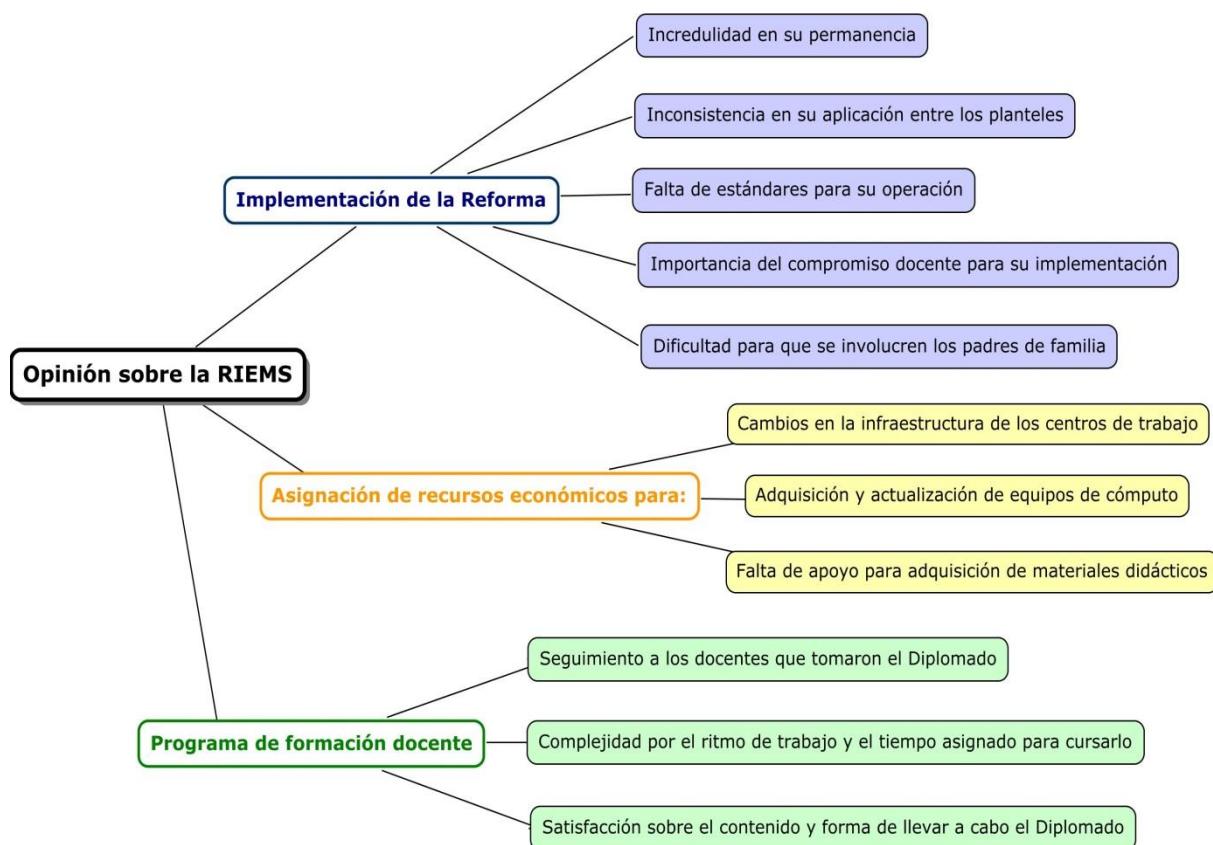 Opinión sobre la RIEMS
Implementación de la Reforma
Incredulidad en su permanencia
Inconsistencia en su aplicación entre los planteles
Falta de estándares para su operación
Importancia del compromiso docente para su implementación
Dificultad para que se involucren los padres de familia
Asignación de recursos económicos para:
Cambios en la infraestructura de los centros de trabajo
Adquisición y actualización de equipos de cómputo
Falta de apoyo para adquisición de materiales didácticos
Programa de formación docente
Seguimiento a los docentes que tomaron el Diplomado
Complejidad por el ritmo de trabajo y el tiempo asignado para cursarlo
Satisfacción sobre el contenido y forma de llevar a cabo el Diplomado